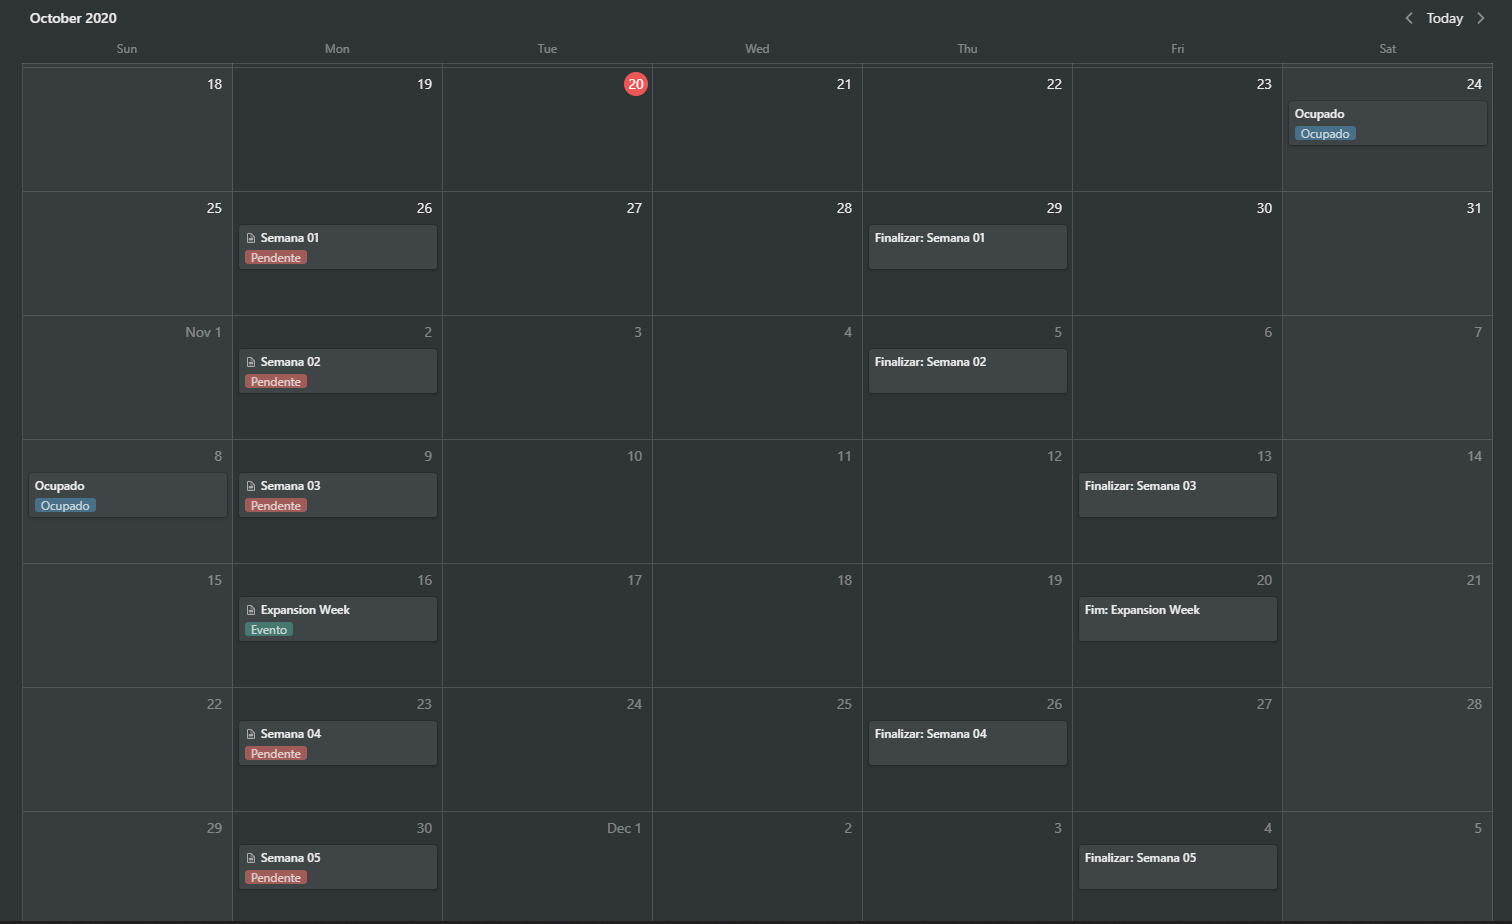 October 2020
Today
Sun Mon Tue Wed Thu Fri Sat
18 19 20 21 22 23 24
Ocupado
Ocupado
25 26 27 28 29 30 31
Semana 01 Finalizar: Semana 01
Pendente
Nov 1 2 3 4 5 6 7
Semana 02 Finalizar: Semana 02
Pendente
8 9 10 11 12 13 14
Ocupado Semana 03 Finalizar: Semana 03
Ocupado Pendente
15 16 17 18 19 20 21
Expansion Week Fim: Expansion Week
Evento
22 23 24 25 26 27 28
Semana 04 Finalizar: Semana 04
Pendente
29 30 Dec 1 2 3 4 5
Semana 05 Finalizar: Semana 05
Pendente